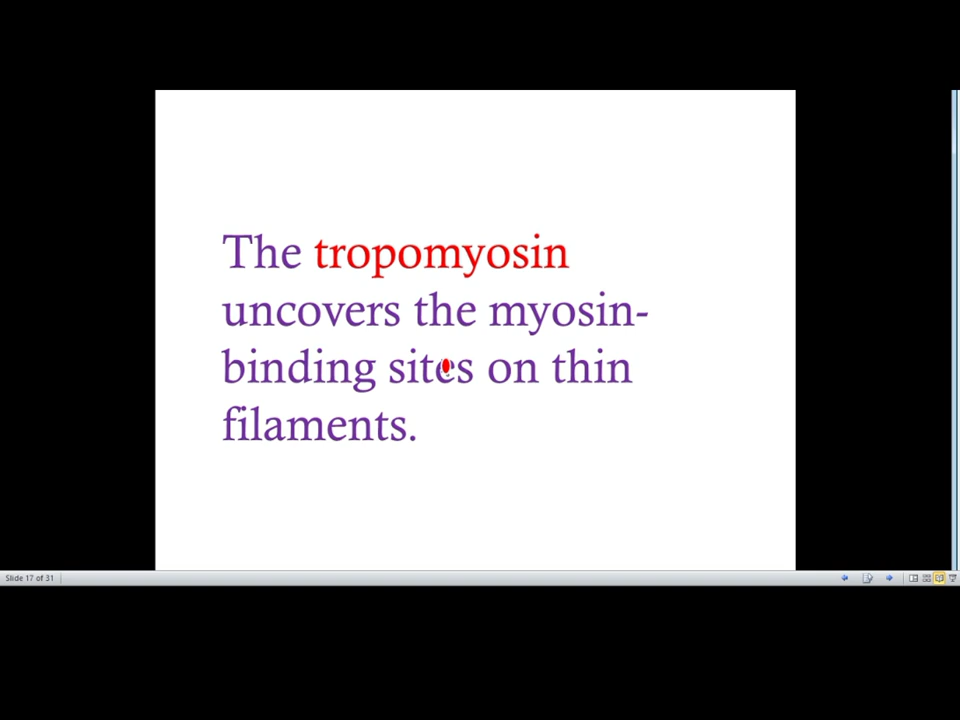 The tropomyosin
uncovers the myosin-
binding sites on thin
filaments.
Slide 17 of 31